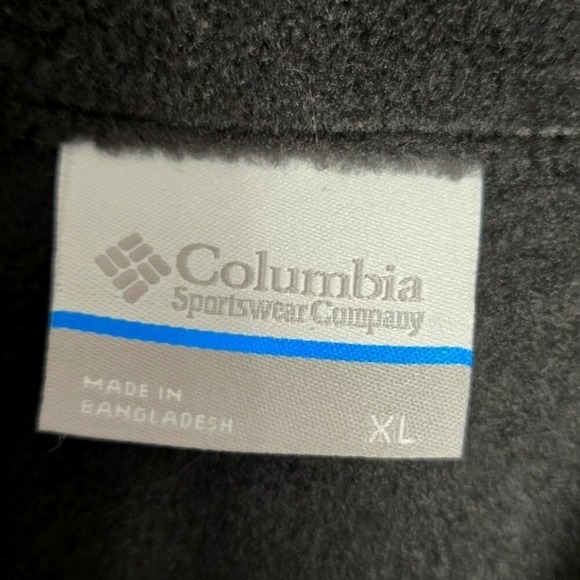 Columbia
Sportswear Company
MADE IN
BANGLADESH
XL